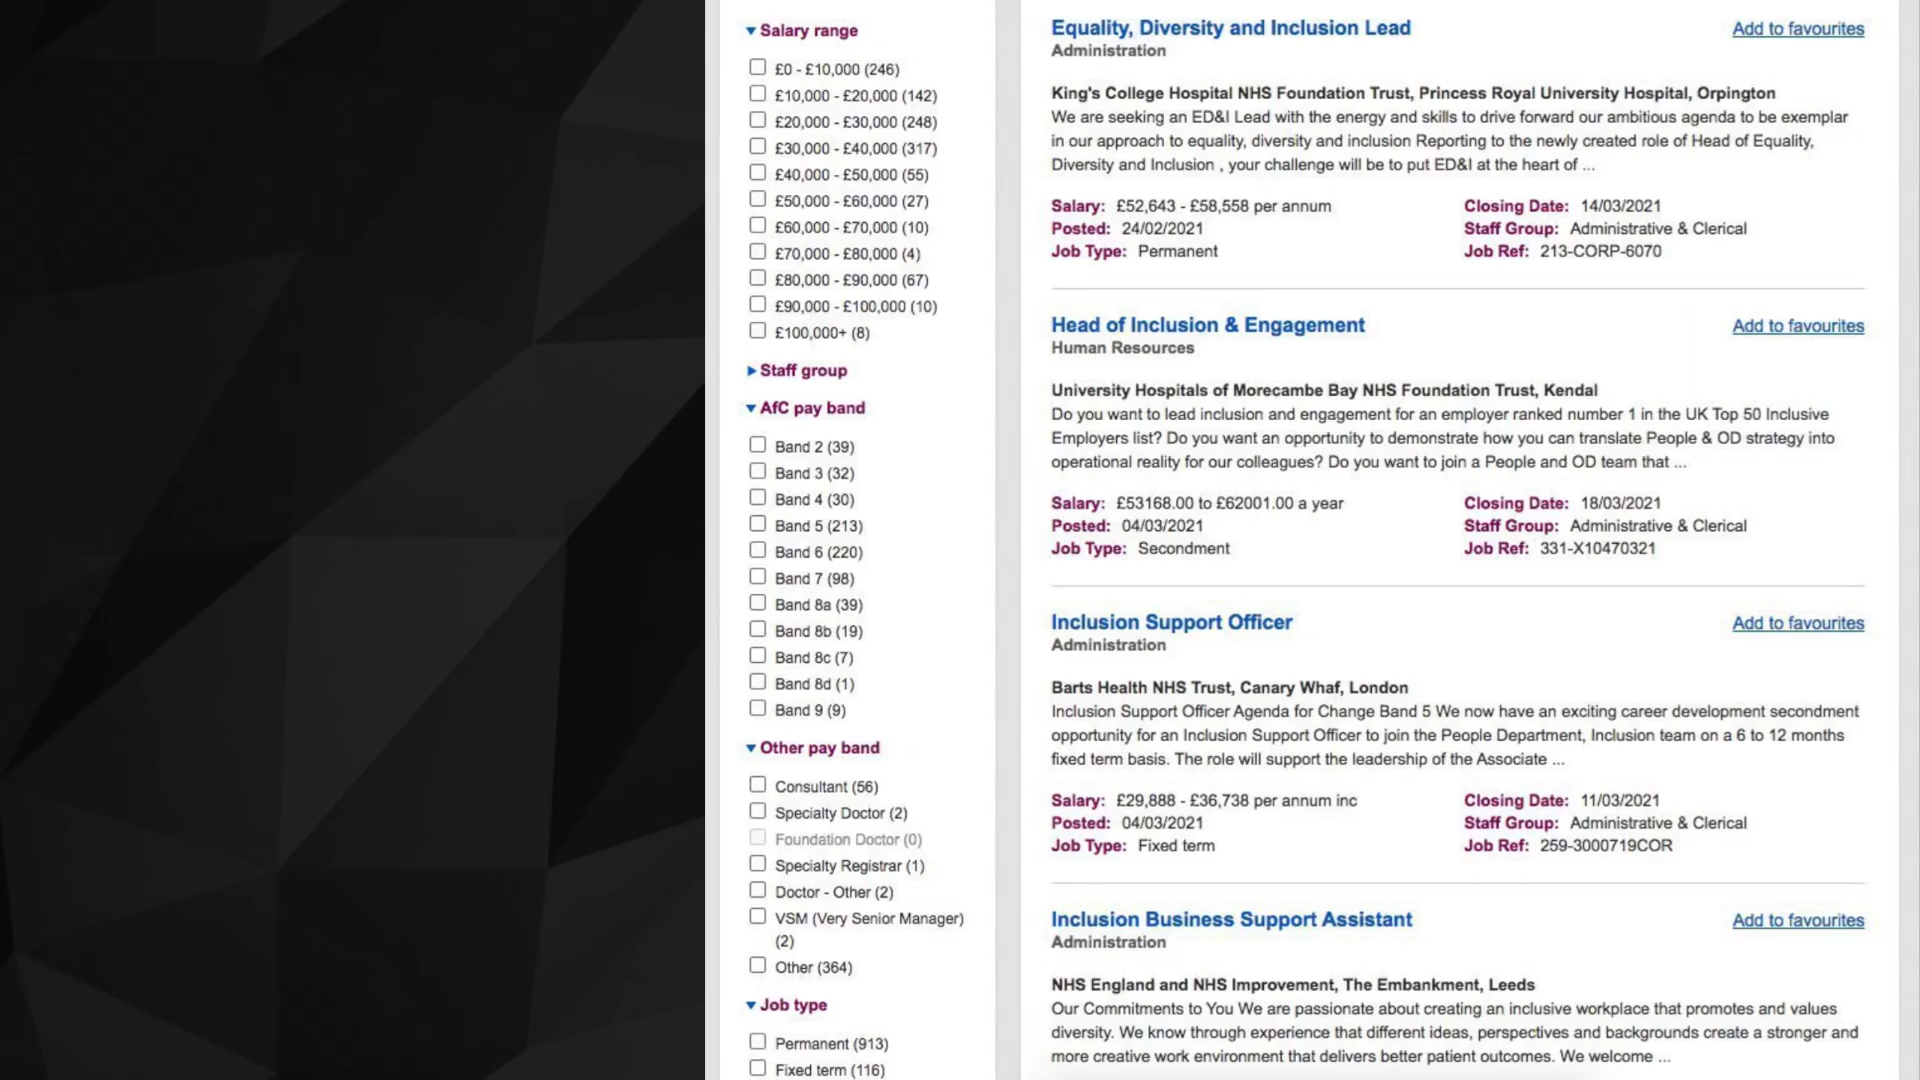 Salary range
£0 - £10,000 (246)
£10,000 - £20,000 (142)
£20,000 - £30,000 (248)
£30,000 - £40,000 (317)
£40,000 - £50,000 (55)
£50,000 - £60,000 (27)
£60,000 - £70,000 (10)
£70,000 - £80,000 (4)
£80,000 - £90,000 (67)
£90,000 - £100,000 (10)
£100,000+ (8)
Staff group
AfC pay band
Band 2 (39)
Band 3 (32)
Band 4 (30)
Band 5 (213)
Band 6 (220)
Band 7 (98)
Band 8a (39)
Band 8b (19)
Band 8c (7)
Band 8d (1)
Band 9 (9)
Other pay band
Consultant (56)
Specialty Doctor (2)
Foundation Doctor (0)
Specialty Registrar (1)
Doctor - Other (2)
VSM (Very Senior Manager)
(2)
Other (364)
Job type
Permanent (913)
Fixed term (116)
Equality, Diversity and Inclusion Lead
Add to favourites
Administration
King's College Hospital NHS Foundation Trust, Princess Royal University Hospital, Orpington
We are seeking an ED&I Lead with the energy and skills to drive forward our ambitious agenda to be exemplar
in our approach to equality, diversity and inclusion Reporting to the newly created role of Head of Equality,
Diversity and Inclusion , your challenge will be to put ED&I at the heart of ...
Salary: £52,643 - £58,558 per annum
Closing Date: 14/03/2021
Posted: 24/02/2021
Staff Group: Administrative & Clerical
Job Type: Permanent
Job Ref: 213-CORP-6070
Head of Inclusion & Engagement
Add to favourites
Human Resources
University Hospitals of Morecambe Bay NHS Foundation Trust, Kendal
Do you want to lead inclusion and engagement for an employer ranked number 1 in the UK Top 50 Inclusive
Employers list? Do you want an opportunity to demonstrate how you can translate People & OD strategy into
operational reality for our colleagues? Do you want to join a People and OD team that ...
Salary: £53168.00 to £62001.00 a year
Closing Date: 18/03/2021
Posted: 04/03/2021
Staff Group: Administrative & Clerical
Job Type: Secondment
Job Ref: 331-X10470321
Inclusion Support Officer
Add to favourites
Administration
Barts Health NHS Trust, Canary Whaf, London
Inclusion Support Officer Agenda for Change Band 5 We now have an exciting career development secondment
opportunity for an Inclusion Support Officer to join the People Department, Inclusion team on a 6 to 12 months
fixed term basis. The role will support the leadership of the Associate ...
Salary: £29,888 - £36,738 per annum inc
Closing Date: 11/03/2021
Posted: 04/03/2021
Staff Group: Administrative & Clerical
Job Type: Fixed term
Job Ref: 259-3000719COR
Inclusion Business Support Assistant
Add to favourites
Administration
NHS England and NHS Improvement, The Embankment, Leeds
Our Commitments to You We are passionate about creating an inclusive workplace that promotes and values
diversity. We know through experience that different ideas, perspectives and backgrounds create a stronger and
more creative work environment that delivers better patient outcomes. We welcome ...